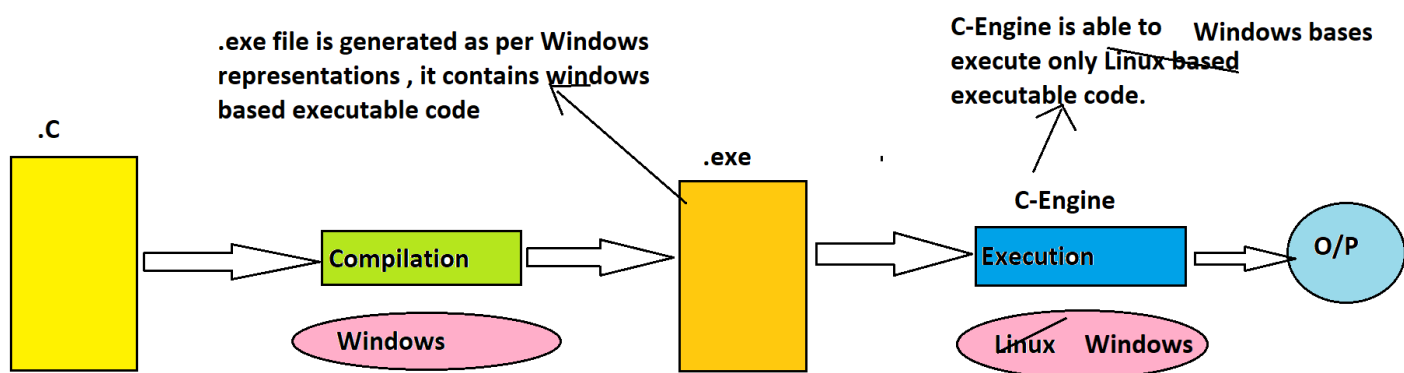 .exe file is generated as per Windows
representations , it contains windows
based executable code
C-Engine is able to
execute only Linux based
executable code.
Windows bases
.C
.exe
C-Engine
Compilation
Execution
O/P
Windows
Linux Windows